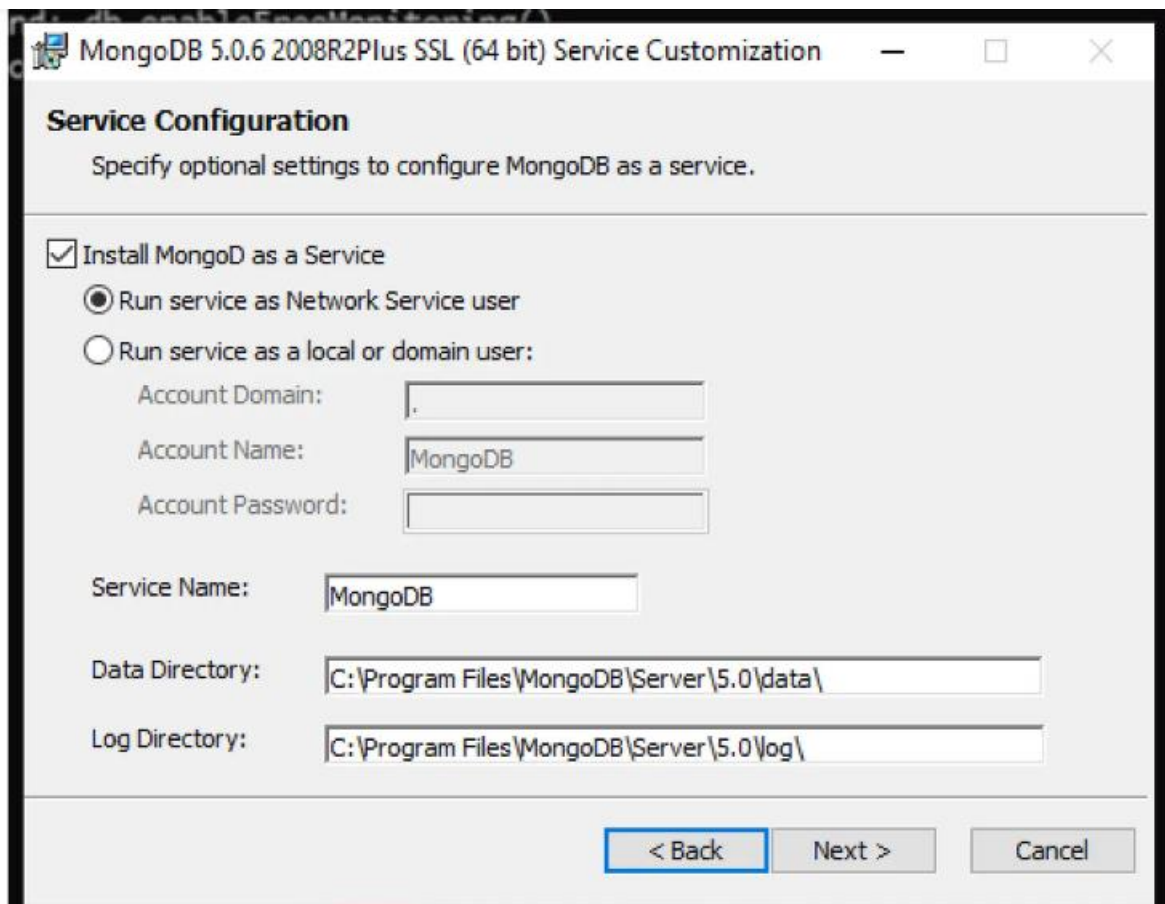 nd: db.enableFreeMonitoring()
MongoDB 5.0.6 2008R2Plus SSL (64 bit) Service Customization
Service Configuration
Specify optional settings to configure MongoDB as a service.
Install MongoD as a Service
Run service as Network Service user
Run service as a local or domain user:
Account Domain: .
Account Name: MongoDB
Account Password:
Service Name: MongoDB
Data Directory: C:\Program Files\MongoDB\Server\5.0\data\
Log Directory: C:\Program Files\MongoDB\Server\5.0\log\
< Back Next > Cancel